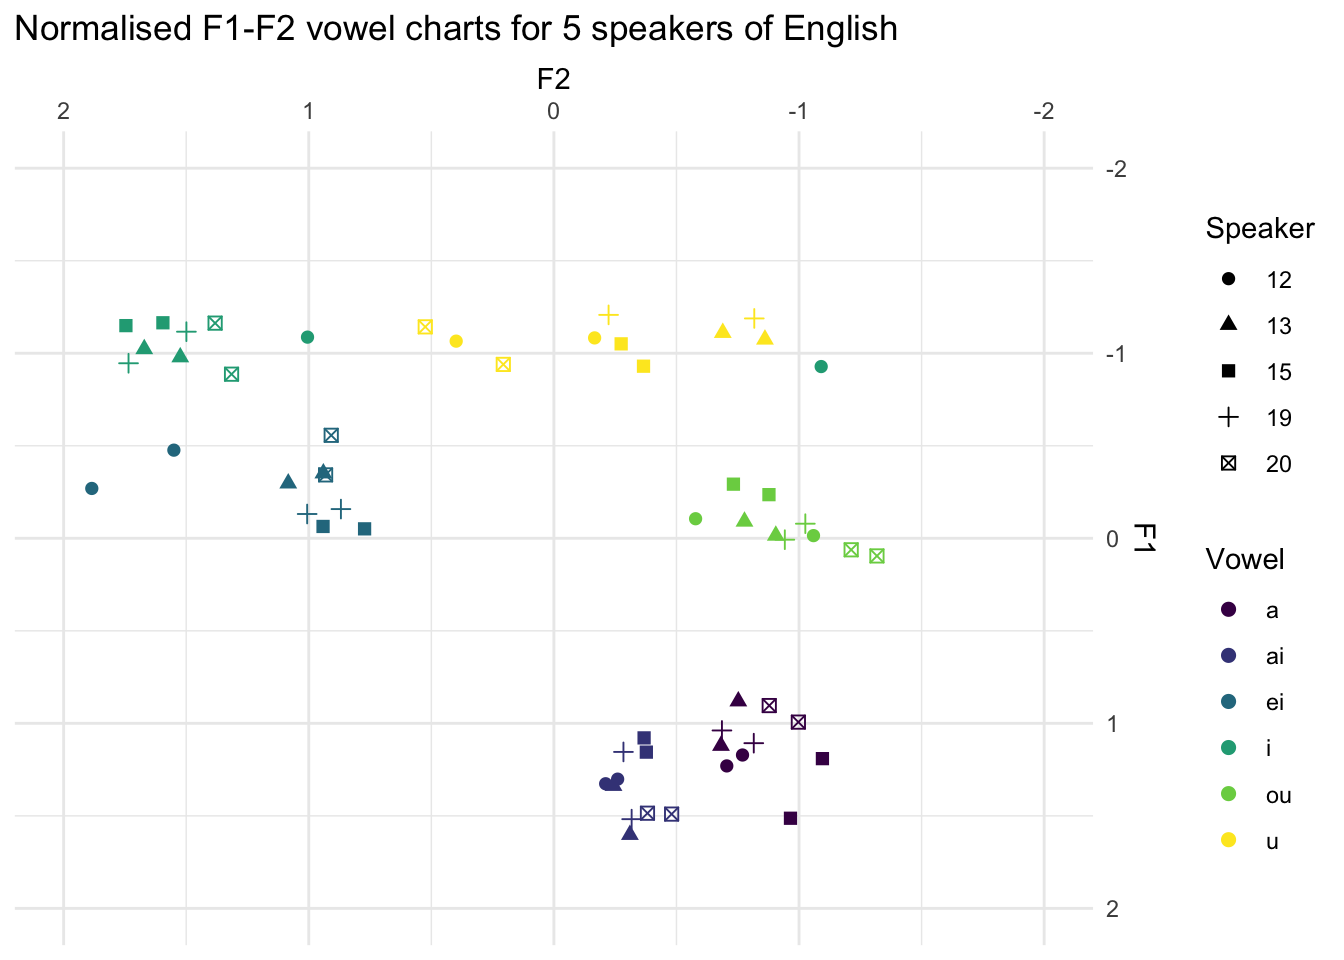 Normalised F1-F2 vowel charts for 5 speakers of English
F2
2 1 0 -1 -2
-2
-1
0
1
2
F1
Speaker
12
13
15
19
20
Vowel
a
ai
ei
i
ou
u